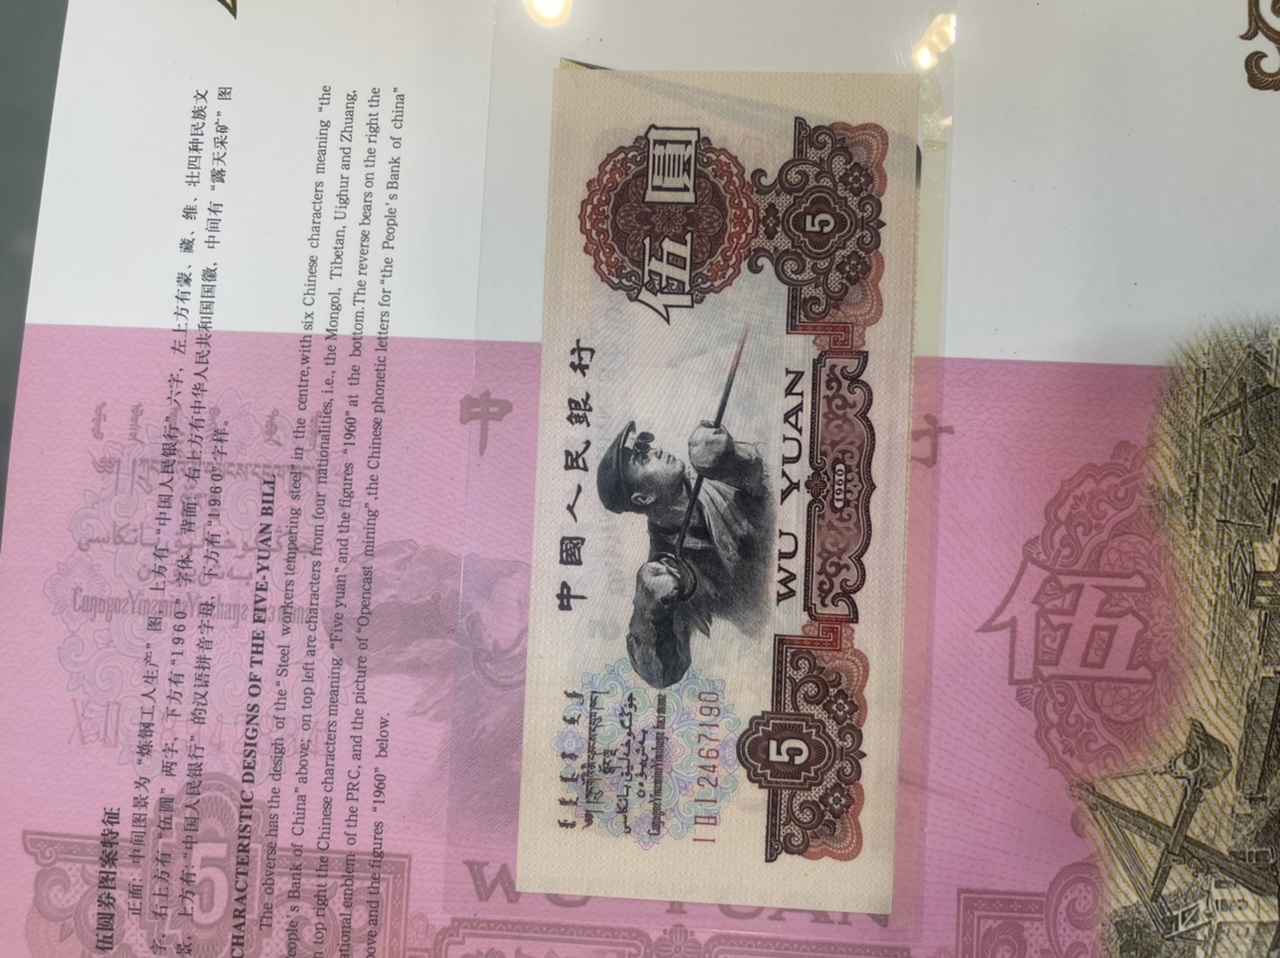 伍圆券图案特征
正面：中间图景为“炼钢工人生产”图，上方有“中国人民银行”六字，左上方有蒙、藏、维、壮四种民族文
字，右上方有“伍圆”两字，下方有“1960”字体。背面：右上方有中华人民共和国国徽，中间有“露天采矿”图
景，上方有：“中国人民银行”的汉语拼音字母，下方有“1960”字样。
CHARACTERISTIC DESIGNS OF THE FIVE-YUAN BILL
The obverse has the design of the “Steel workers tempering steel” in the centre, with six Chinese characters meaning “the
People's Bank of China” above; on top left are characters from four nationalities, i.e., the Mongol, Tibetan, Uighur and Zhuang,
on top right the Chinese characters meaning “Five yuan” and the figures “1960” at the bottom. The reverse bears on the right the
national emblem of the PRC, and the picture of “Opencast mining”, the Chinese phonetic letters for “the People's Bank of china”
above and the figures “1960” below.
中國人民銀行
伍圓
5
WU YUAN
1960
5
I II I 2467190
伍
WU YUAN
5